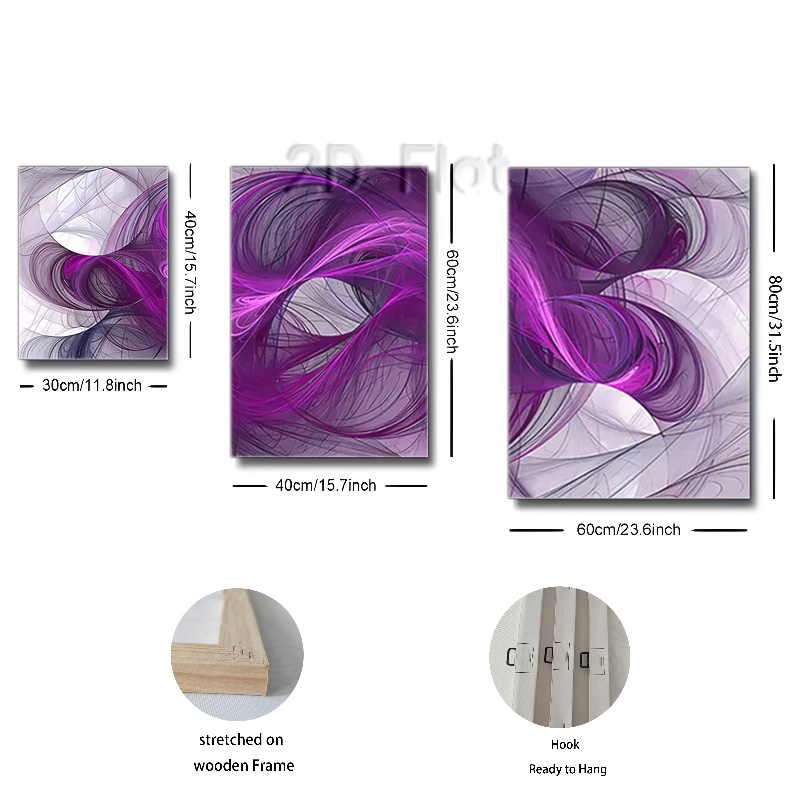 2D Flat
40cm/15.7inch
30cm/11.8inch
60cm/23.6inch
40cm/15.7inch
80cm/31.5inch
60cm/23.6inch
stretched on
wooden Frame
Hook
Ready to Hang